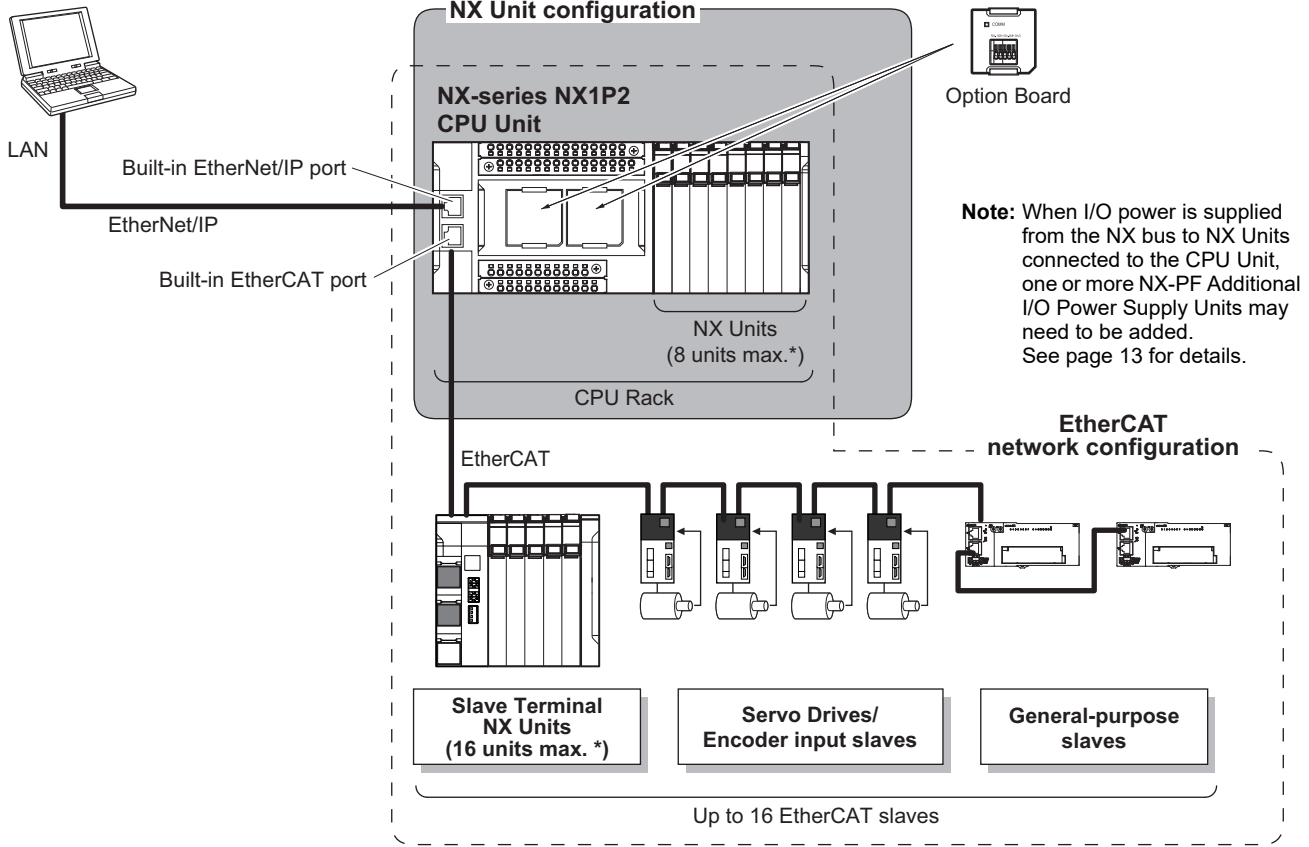 NX Unit configuration
COMM
Option Board
NX-series NX1P2
CPU Unit
LAN
Built-in EtherNet/IP port
EtherNet/IP
Built-in EtherCAT port
NX Units
(8 units max.*)
CPU Rack
Note: When I/O power is supplied
from the NX bus to NX Units
connected to the CPU Unit,
one or more NX-PF Additional
I/O Power Supply Units may
need to be added.
See page 13 for details.
EtherCAT
network configuration
EtherCAT
Slave Terminal
NX Units
(16 units max. *)
Servo Drives/
Encoder input slaves
General-purpose
slaves
Up to 16 EtherCAT slaves